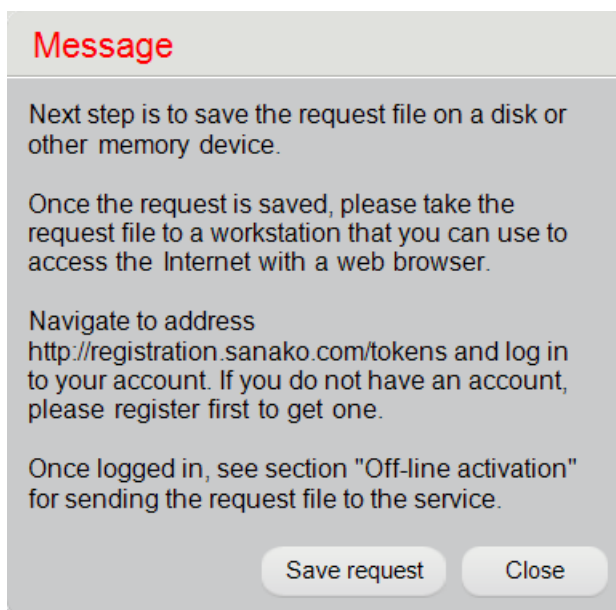 Message
Next step is to save the request file on a disk or
other memory device.
Once the request is saved, please take the
request file to a workstation that you can use to
access the Internet with a web browser.
Navigate to address
http://registration.sanako.com/tokens and log in
to your account. If you do not have an account,
please register first to get one.
Once logged in, see section "Off-line activation"
for sending the request file to the service.
Save request
Close